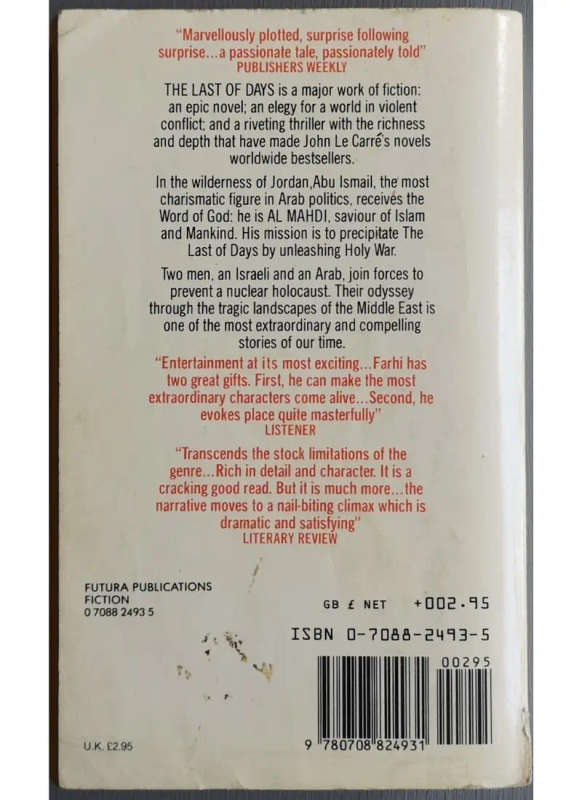 “Marvellously plotted, surprise following
surprise...a passionate tale, passionately told”
PUBLISHERS WEEKLY
THE LAST OF DAYS is a major work of fiction:
an epic novel; an elegy for a world in violent
conflict; and a riveting thriller with the richness
and depth that have made John Le Carré's novels
worldwide bestsellers.
In the wilderness of Jordan,Abu Ismail, the most
charismatic figure in Arab politics, receives the
Word of God: he is AL MAHDI, saviour of Islam
and Mankind. His mission is to precipitate The
Last of Days by unleashing Holy War.
Two men, an Israeli and an Arab, join forces to
prevent a nuclear holocaust. Their odyssey
through the tragic landscapes of the Middle East is
one of the most extraordinary and compelling
stories of our time.
“Entertainment at its most exciting...Farhi has
two great gifts. First, he can make the most
extraordinary characters come alive...Second, he
evokes place quite masterfully”
LISTENER
“Transcends the stock limitations of the
genre...Rich in detail and character. It is a
cracking good read. But it is much more...the
narrative moves to a nail-biting climax which is
dramatic and satisfying”
LITERARY REVIEW
FUTURA PUBLICATIONS
FICTION
0 7088 2493 5
GB £ NET +002.95
ISBN 0-7088-2493-5
00295
9 780708 824931
U.K. £2.95